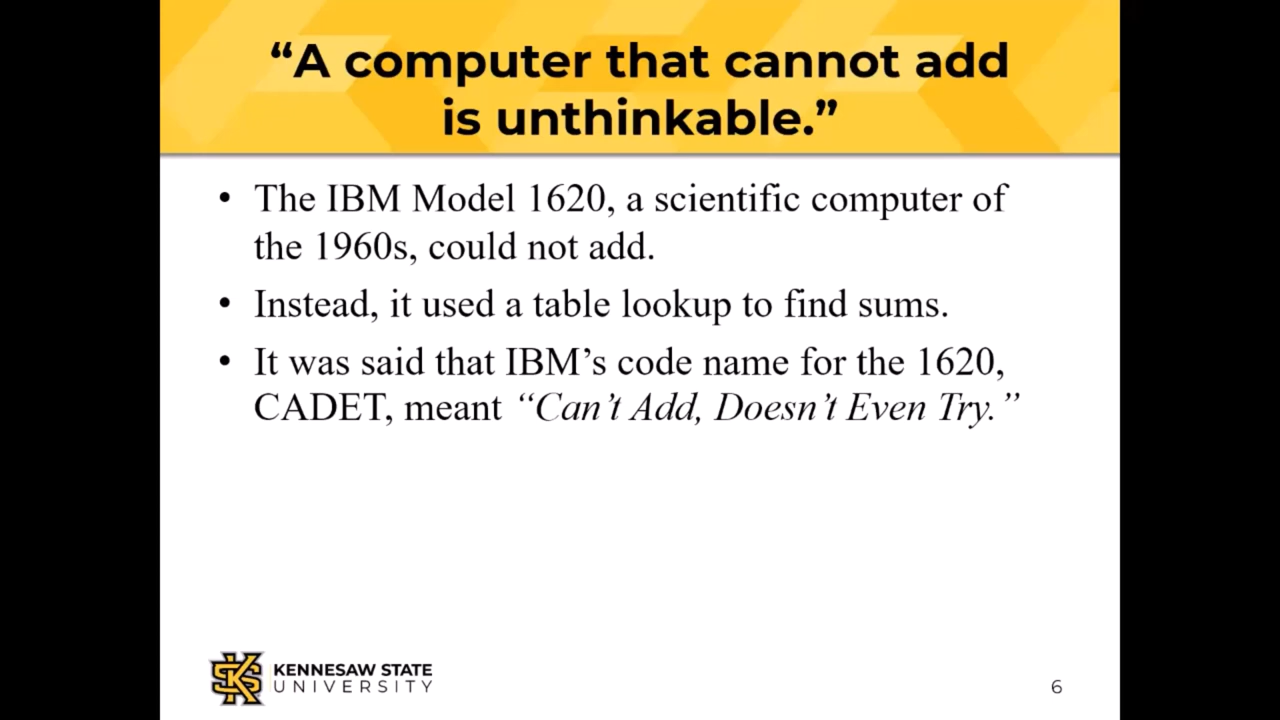 “A computer that cannot add
is unthinkable.”
• The IBM Model 1620, a scientific computer of
the 1960s, could not add.
• Instead, it used a table lookup to find sums.
• It was said that IBM’s code name for the 1620,
CADET, meant “Can’t Add, Doesn’t Even Try.”
KENNESAW STATE
UNIVERSITY
6